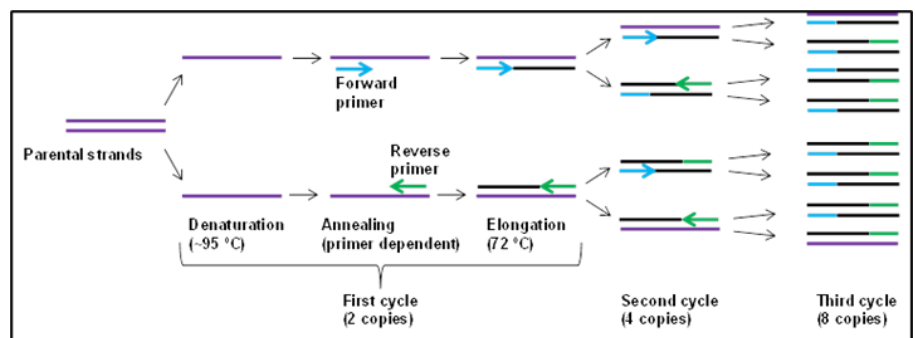 Forward
primer
Parental strands
Reverse
primer
Denaturation
(~95 °C)
Annealing
(primer dependent)
Elongation
(72 °C)
First cycle
(2 copies)
Second cycle
(4 copies)
Third cycle
(8 copies)